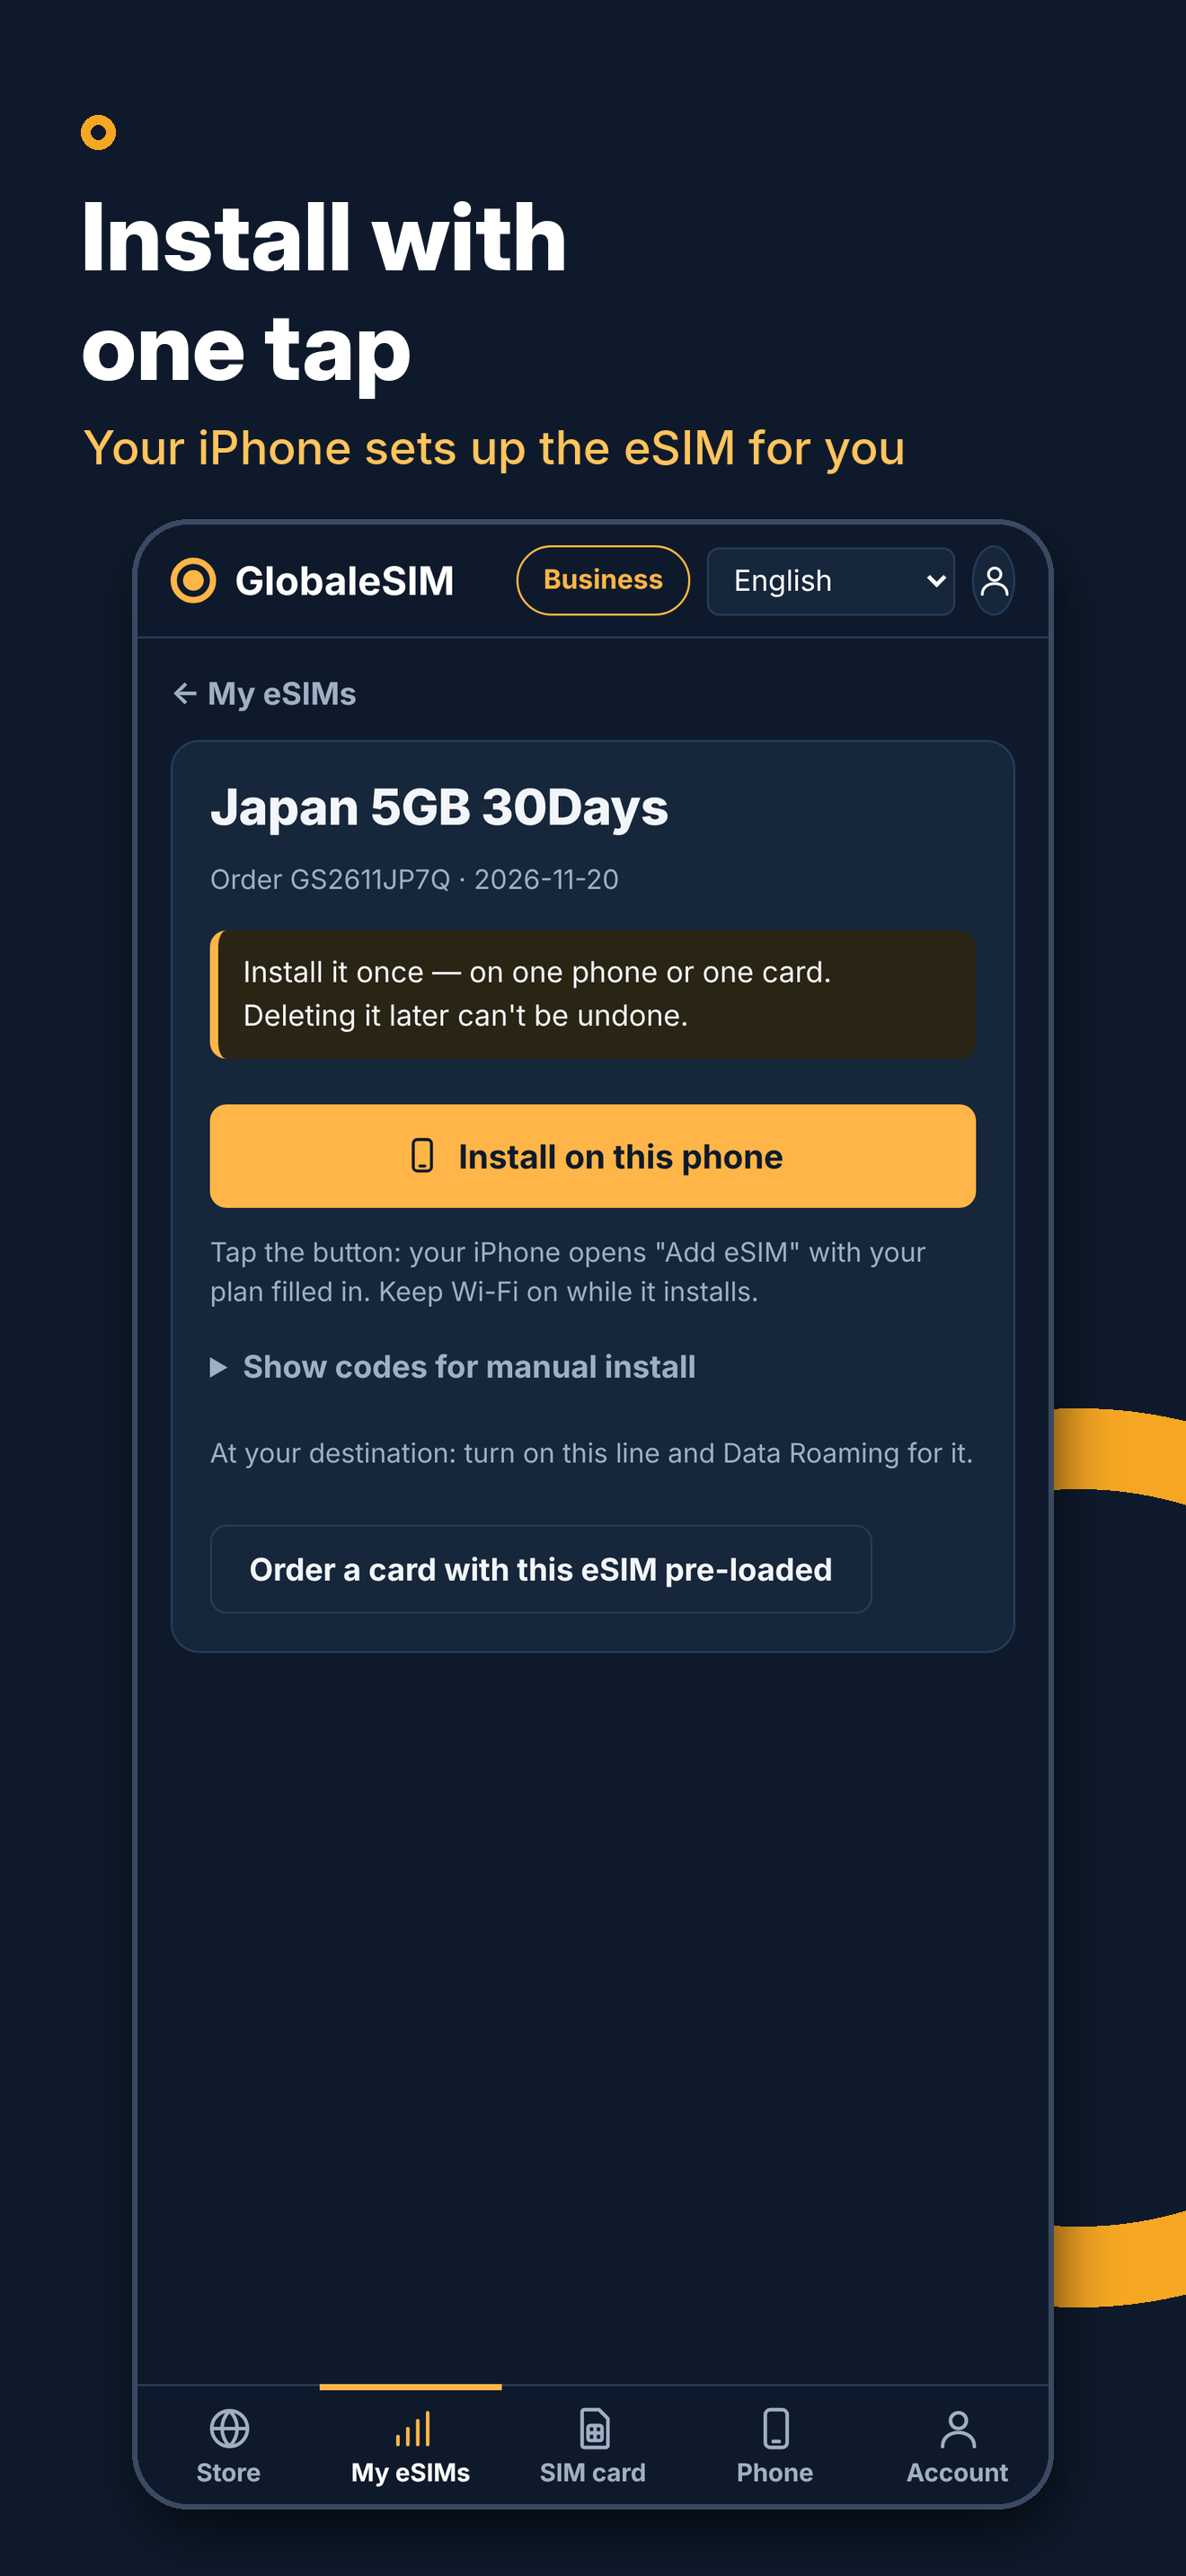 Install with
one tap
Your iPhone sets up the eSIM for you
GlobaleSIM
Business
English
← My eSIMs
Japan 5GB 30Days
Order GS2611JP7Q · 2026-11-20
Install it once — on one phone or one card.
Deleting it later can't be undone.
Install on this phone
Tap the button: your iPhone opens "Add eSIM" with your
plan filled in. Keep Wi-Fi on while it installs.
▶ Show codes for manual install
At your destination: turn on this line and Data Roaming for it.
Order a card with this eSIM pre-loaded
Store
My eSIMs
SIM card
Phone
Account